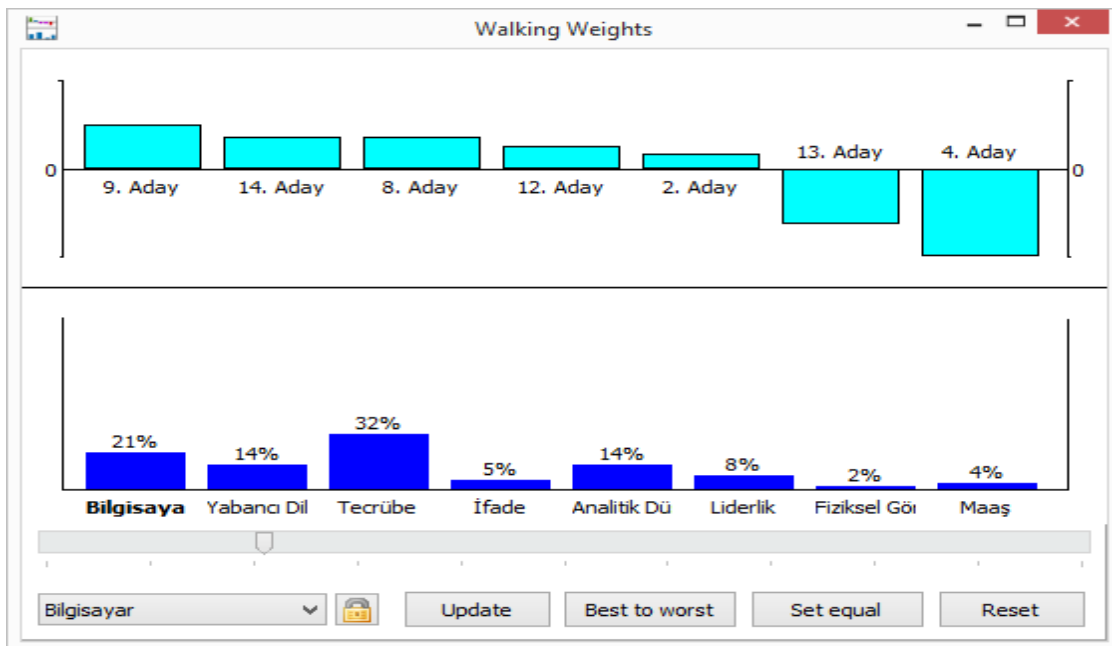 Walking Weights
13. Aday 4. Aday
0 0
9. Aday 14. Aday 8. Aday 12. Aday 2. Aday
32%
21% 14% 5% 14% 8% 2% 4%
Bilgisaya Yabancı Dil Tecrübe İfade Analitik Dü Liderlik Fiziksel Gör Maaş
Bilgisayar Update Best to worst Set equal Reset